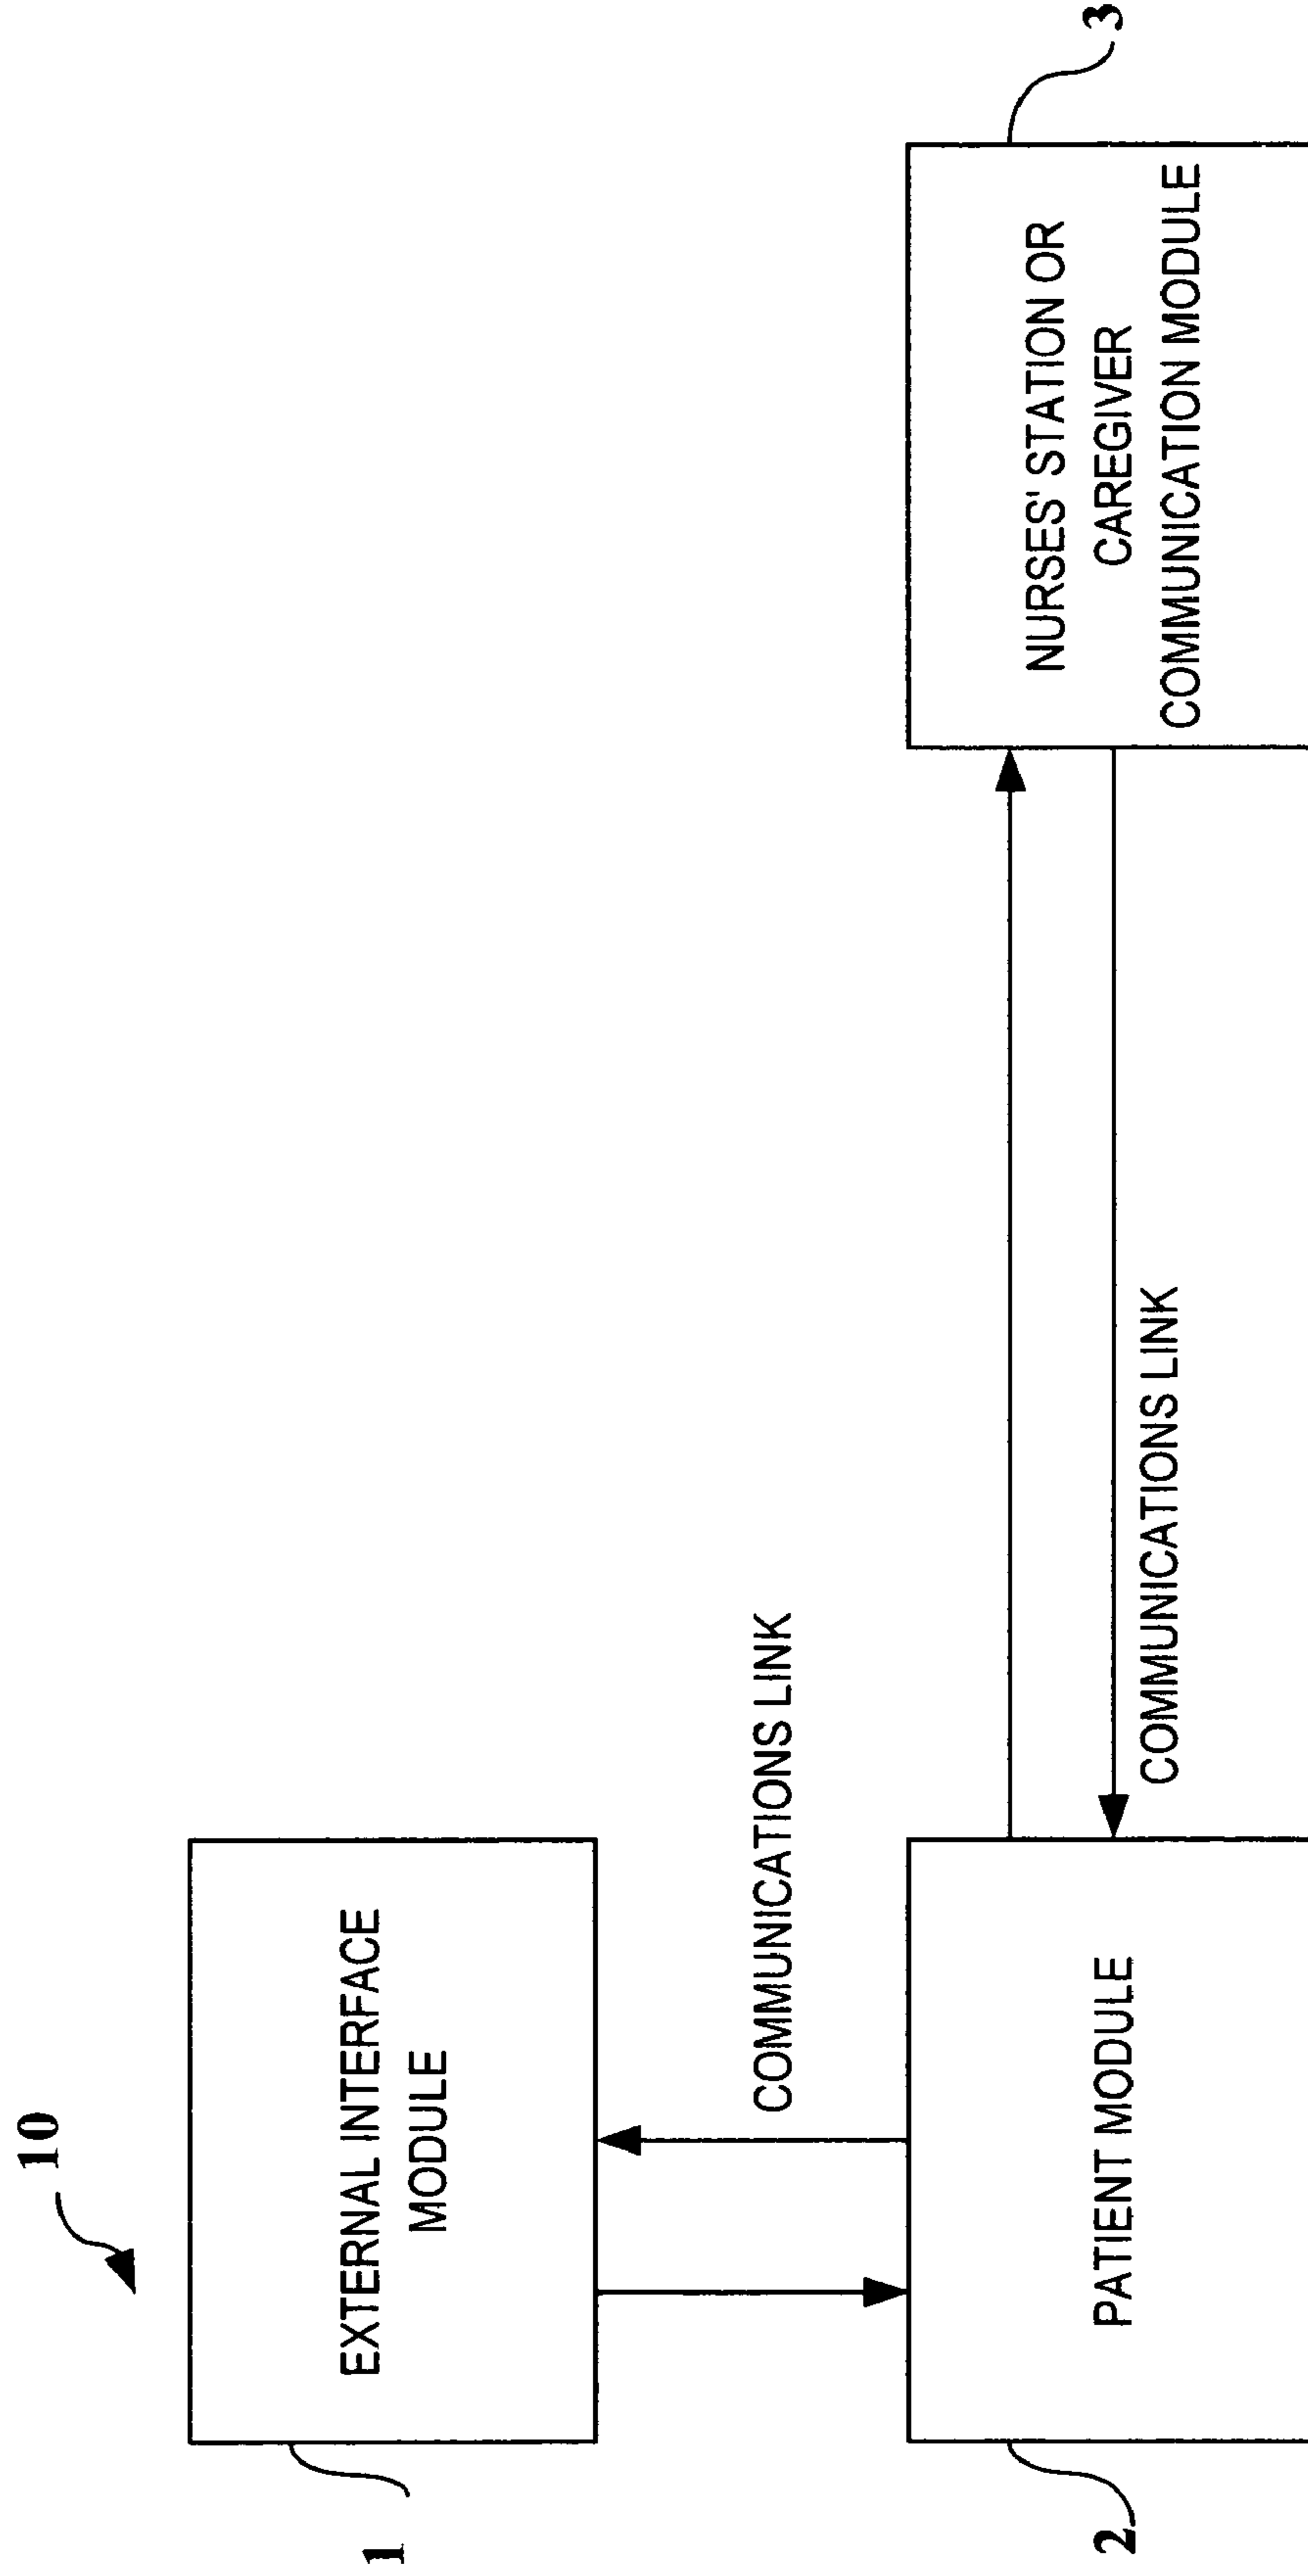 10
EXTERNAL INTERFACE
MODULE
1
COMMUNICATIONS LINK
PATIENT MODULE
2
COMMUNICATIONS LINK
NURSES' STATION OR
CAREGIVER
COMMUNICATION MODULE
3